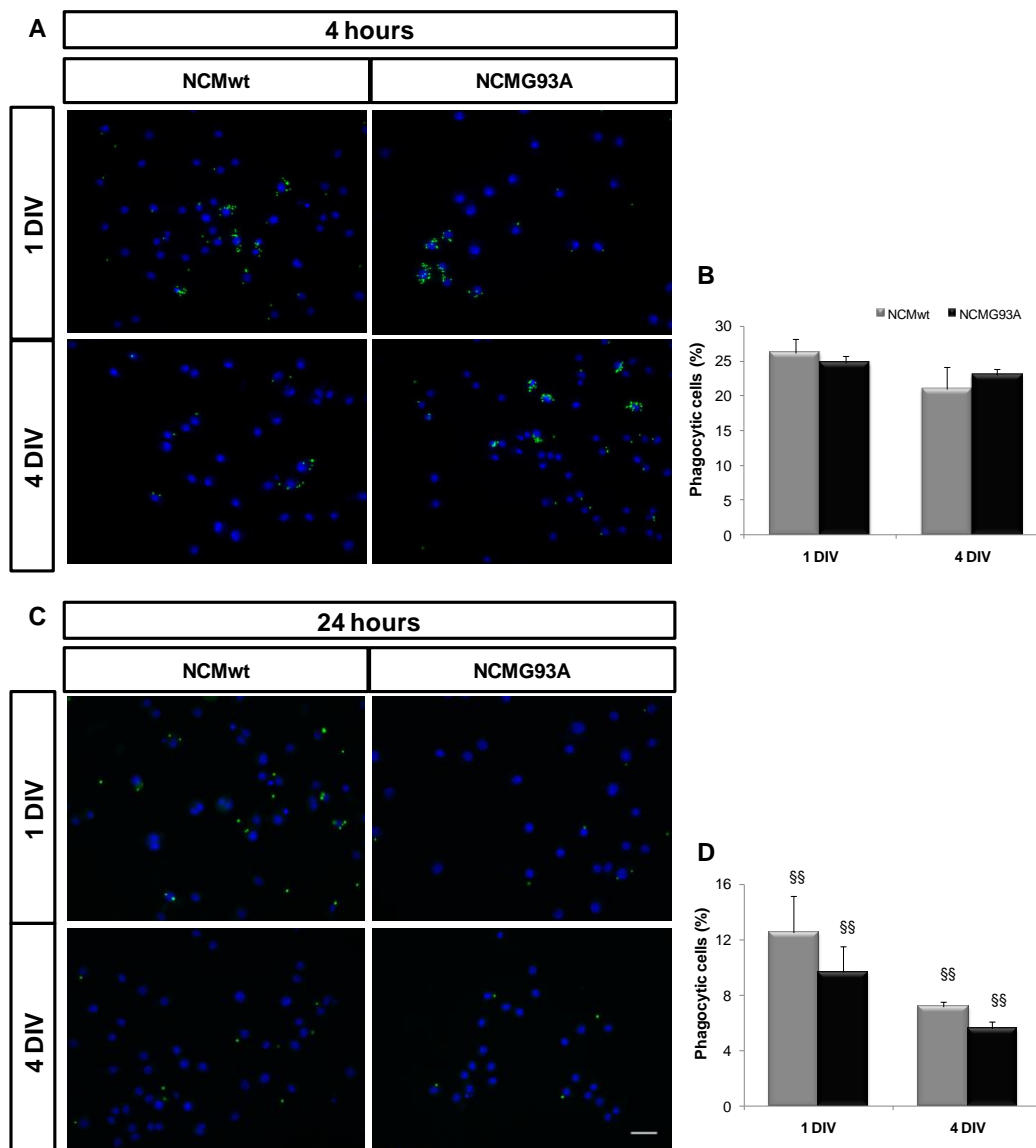 A
4 hours
NCMwt
NCMG93A
1 DIV
4 DIV
B
NCMwt
NCMG93A
Phagocytic cells (%)
30
25
20
15
10
5
0
1 DIV
4 DIV
C
24 hours
NCMwt
NCMG93A
1 DIV
4 DIV
D
Phagocytic cells (%)
16
12
8
4
0
§§
§§
§§
§§
1 DIV
4 DIV